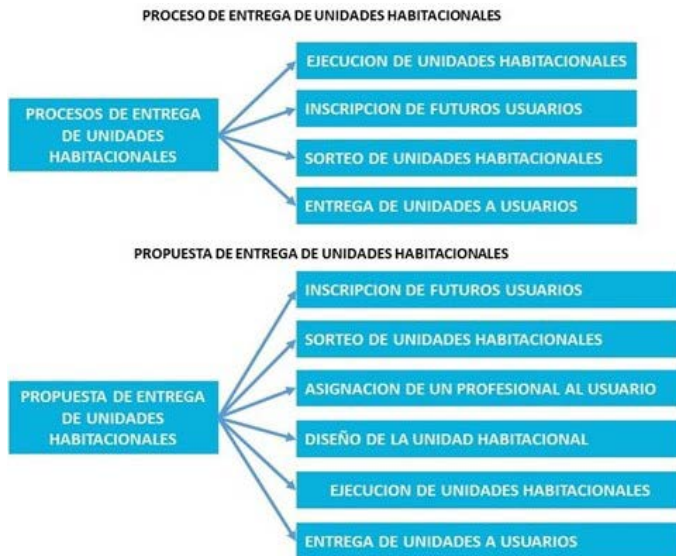 PROCESO DE ENTREGA DE UNIDADES HABITACIONALES
PROCESOS DE ENTREGA
DE UNIDADES
HABITACIONALES
EJECUCION DE UNIDADES HABITACIONALES
INSCRIPCION DE FUTUROS USUARIOS
SORTEO DE UNIDADES HABITACIONALES
ENTREGA DE UNIDADES A USUARIOS
PROPUESTA DE ENTREGA DE UNIDADES HABITACIONALES
PROPUESTA DE ENTREGA
DE UNIDADES
HABITACIONALES
INSCRIPCION DE FUTUROS USUARIOS
SORTEO DE UNIDADES HABITACIONALES
ASIGNACION DE UN PROFESIONAL AL USUARIO
DISEÑO DE LA UNIDAD HABITACIONAL
EJECUCION DE UNIDADES HABITACIONALES
ENTREGA DE UNIDADES A USUARIOS